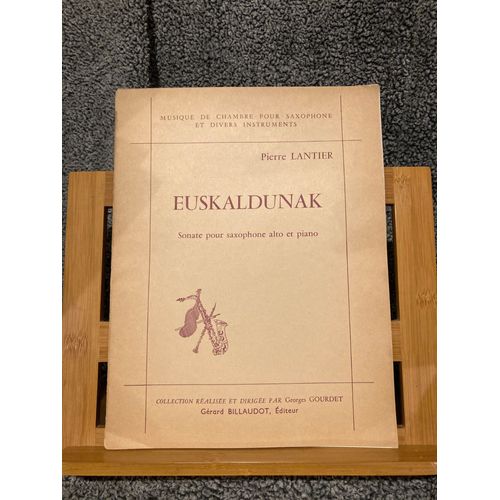 MUSIQUE DE CHAMBRE POUR SAXOPHONE
ET DIVERS INSTRUMENTS
Pierre LANTIER
EUSKALDUNAK
Sonate pour saxophone alto et piano
COLLECTION RÉALISÉE ET DIRIGÉE PAR Georges GOURDET
Gérard BILLAUDOT, Éditeur